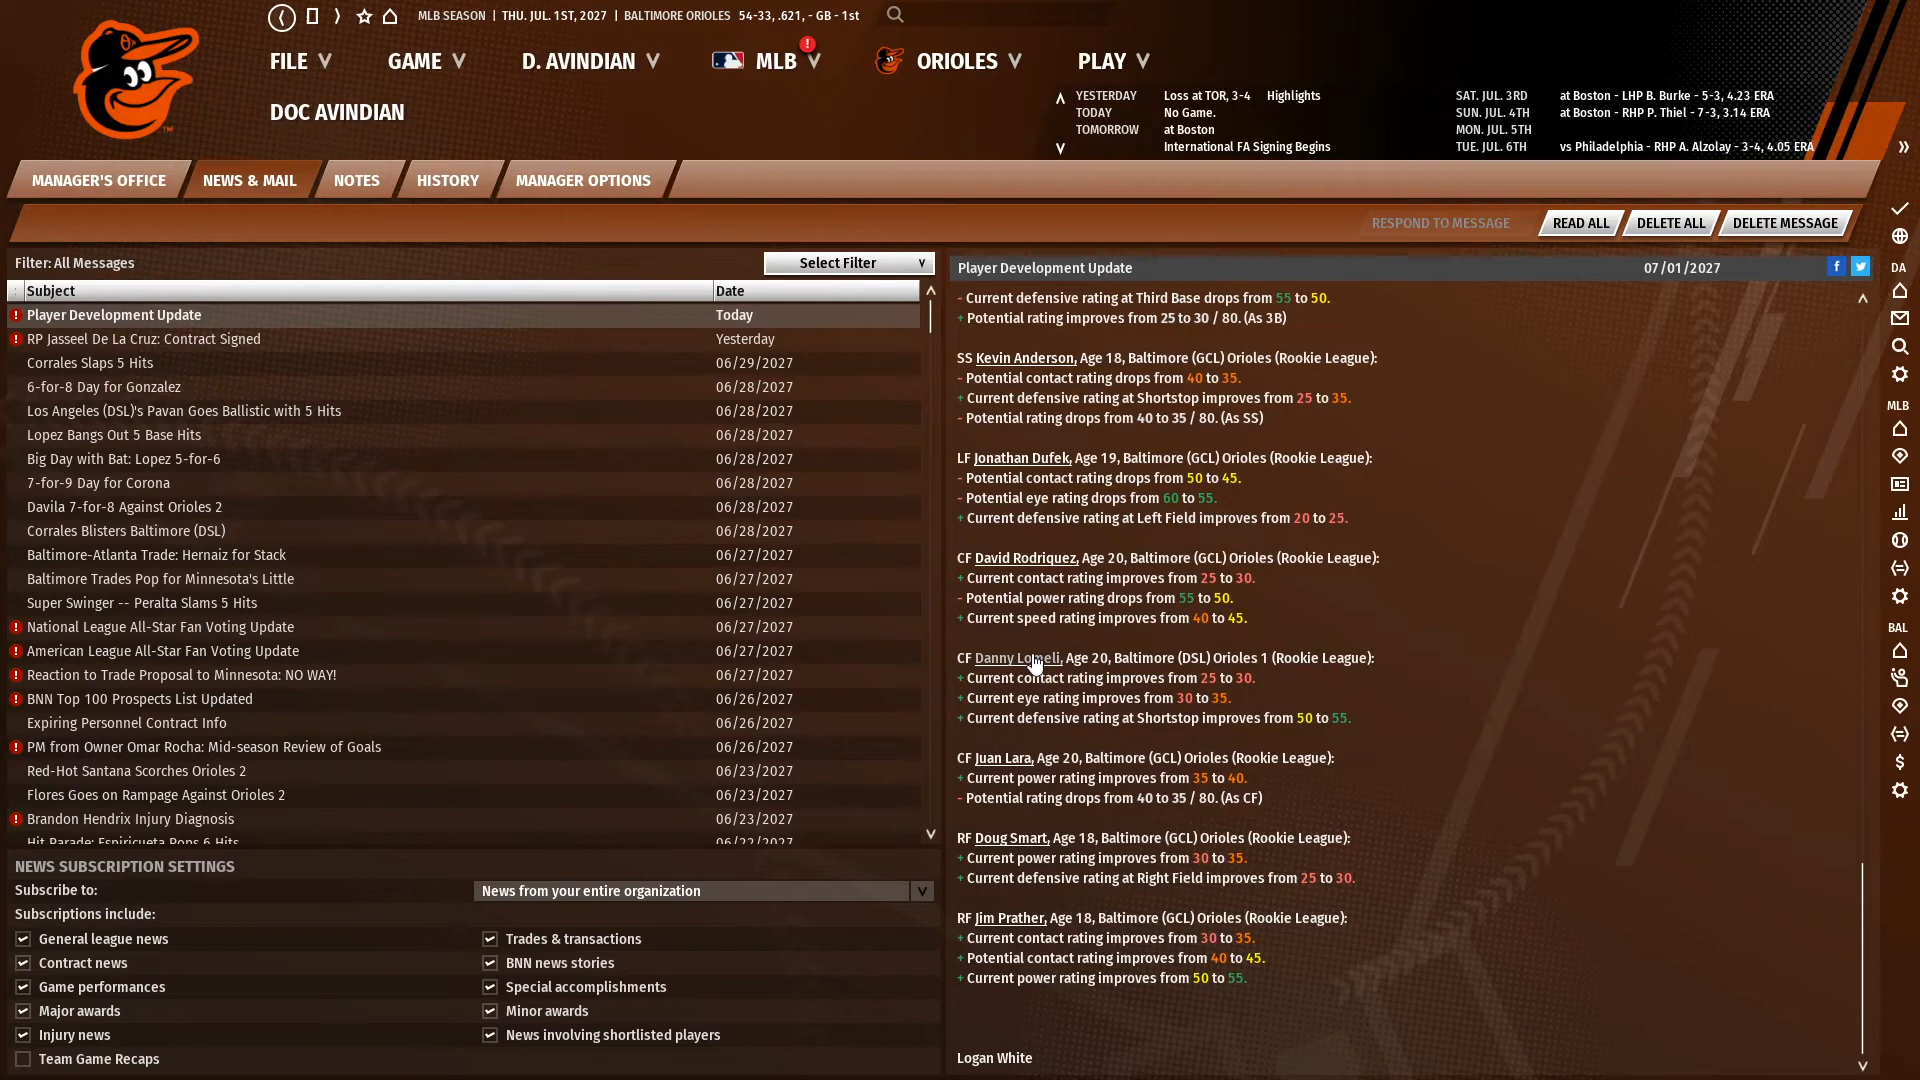 MLB SEASON | THU. JUL. 1ST, 2027 | BALTIMORE ORIOLES 54-33, .621, - GB - 1st
FILE
GAME
D. AVINDIAN
MLB
ORIOLES
PLAY
DOC AVINDIAN
YESTERDAY Loss at TOR, 3-4 Highlights
TODAY No Game.
TOMORROW at Boston
International FA Signing Begins
SAT. JUL. 3RD at Boston - LHP B. Burke - 5-3, 4.23 ERA
SUN. JUL. 4TH at Boston - RHP P. Thiel - 7-3, 3.14 ERA
MON. JUL. 5TH
TUE. JUL. 6TH vs Philadelphia - RHP A. Alzolay - 3-4, 4.05 ERA
MANAGER'S OFFICE
NEWS & MAIL
NOTES
HISTORY
MANAGER OPTIONS
RESPOND TO MESSAGE
READ ALL
DELETE ALL
DELETE MESSAGE
Filter: All Messages
Select Filter
Subject Date
Player Development Update Today
RP Jasseel De La Cruz: Contract Signed Yesterday
Corrales Slaps 5 Hits 06/29/2027
6-for-8 Day for Gonzalez 06/28/2027
Los Angeles (DSL)'s Pavan Goes Ballistic with 5 Hits 06/28/2027
Lopez Bangs Out 5 Base Hits 06/28/2027
Big Day with Bat: Lopez 5-for-6 06/28/2027
7-for-9 Day for Corona 06/28/2027
Davila 7-for-8 Against Orioles 2 06/28/2027
Corrales Blisters Baltimore (DSL) 06/28/2027
Baltimore-Atlanta Trade: Hernaiz for Stack 06/27/2027
Baltimore Trades Pop for Minnesota's Little 06/27/2027
Super Swinger -- Peralta Slams 5 Hits 06/27/2027
National League All-Star Fan Voting Update 06/27/2027
American League All-Star Fan Voting Update 06/27/2027
Reaction to Trade Proposal to Minnesota: NO WAY! 06/27/2027
BNN Top 100 Prospects List Updated 06/26/2027
Expiring Personnel Contract Info 06/26/2027
PM from Owner Omar Rocha: Mid-season Review of Goals 06/26/2027
Red-Hot Santana Scorches Orioles 2 06/23/2027
Flores Goes on Rampage Against Orioles 2 06/23/2027
Brandon Hendrix Injury Diagnosis 06/23/2027
Hit Parade: Espiricueta Pops 6 Hits 06/22/2027
NEWS SUBSCRIPTION SETTINGS
Subscribe to: News from your entire organization
Subscriptions include:
General league news
Trades & transactions
Contract news
BNN news stories
Game performances
Special accomplishments
Major awards
Minor awards
Injury news
News involving shortlisted players
Team Game Recaps
Player Development Update 07/01/2027
- Current defensive rating at Third Base drops from 55 to 50.
+ Potential rating improves from 25 to 30 / 80. (As 3B)
SS Kevin Anderson, Age 18, Baltimore (GCL) Orioles (Rookie League):
- Potential contact rating drops from 40 to 35.
+ Current defensive rating at Shortstop improves from 25 to 35.
- Potential rating drops from 40 to 35 / 80. (As SS)
LF Jonathan Dufek, Age 19, Baltimore (GCL) Orioles (Rookie League):
- Potential contact rating drops from 50 to 45.
- Potential eye rating drops from 60 to 55.
+ Current defensive rating at Left Field improves from 20 to 25.
CF David Rodriquez, Age 20, Baltimore (GCL) Orioles (Rookie League):
+ Current contact rating improves from 25 to 30.
- Potential power rating drops from 55 to 50.
+ Current speed rating improves from 40 to 45.
CF Danny Lomeli, Age 20, Baltimore (DSL) Orioles 1 (Rookie League):
+ Current contact rating improves from 25 to 30.
+ Current eye rating improves from 30 to 35.
+ Current defensive rating at Shortstop improves from 50 to 55.
CF Juan Lara, Age 20, Baltimore (GCL) Orioles (Rookie League):
+ Current power rating improves from 35 to 40.
- Potential rating drops from 40 to 35 / 80. (As CF)
RF Doug Smart, Age 18, Baltimore (GCL) Orioles (Rookie League):
+ Current power rating improves from 30 to 35.
+ Current defensive rating at Right Field improves from 25 to 30.
RF Jim Prather, Age 18, Baltimore (GCL) Orioles (Rookie League):
+ Current contact rating improves from 30 to 35.
+ Potential contact rating improves from 40 to 45.
+ Current power rating improves from 50 to 55.
Logan White
DA
MLB
BAL